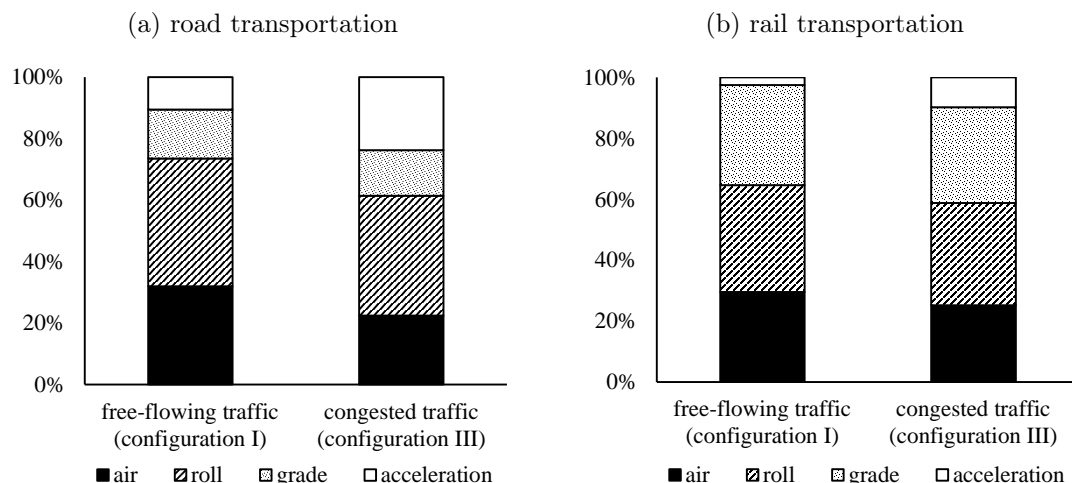 (a) road transportation
100%
80%
60%
40%
20%
0%
free-flowing traffic
(configuration I)
congested traffic
(configuration III)
air roll grade acceleration
(b) rail transportation
100%
80%
60%
40%
20%
0%
free-flowing traffic
(configuration I)
congested traffic
(configuration III)
air roll grade acceleration